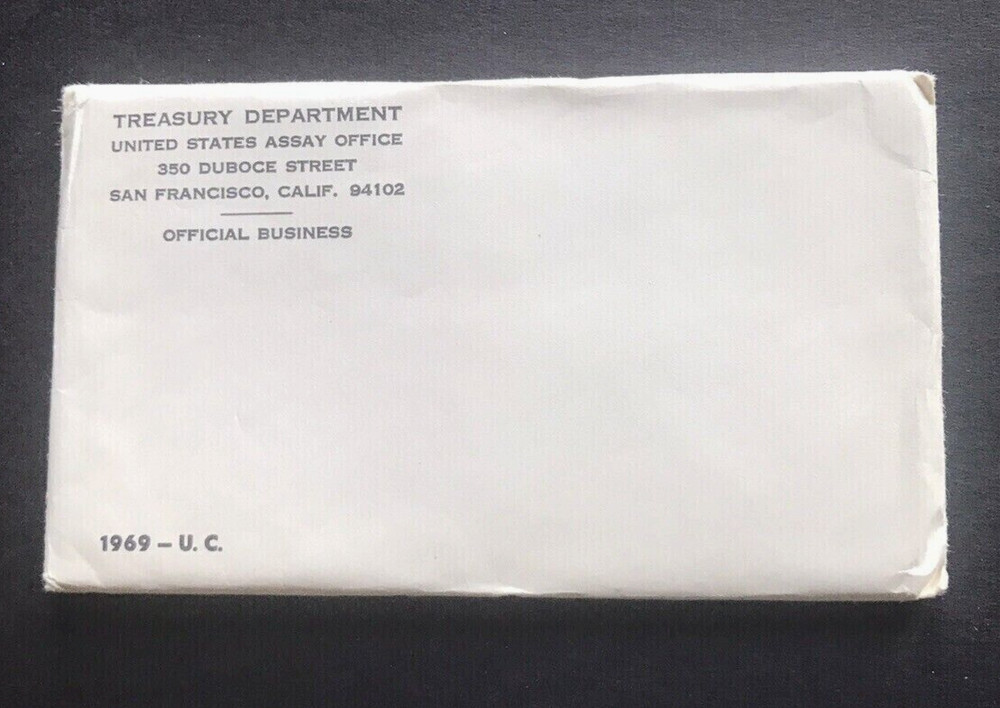 TREASURY DEPARTMENT
UNITED STATES ASSAY OFFICE
350 DUBOCE STREET
SAN FRANCISCO, CALIF. 94102
OFFICIAL BUSINESS
1969 – U. C.